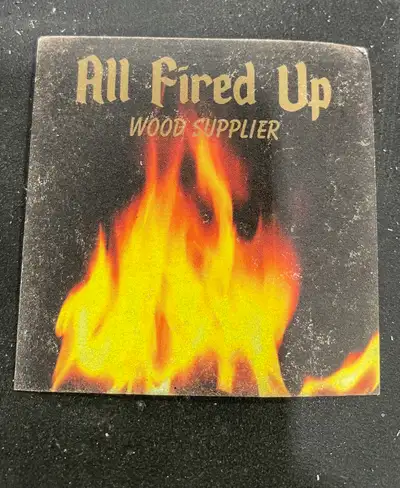 All Fired Up
WOOD SUPPLIER